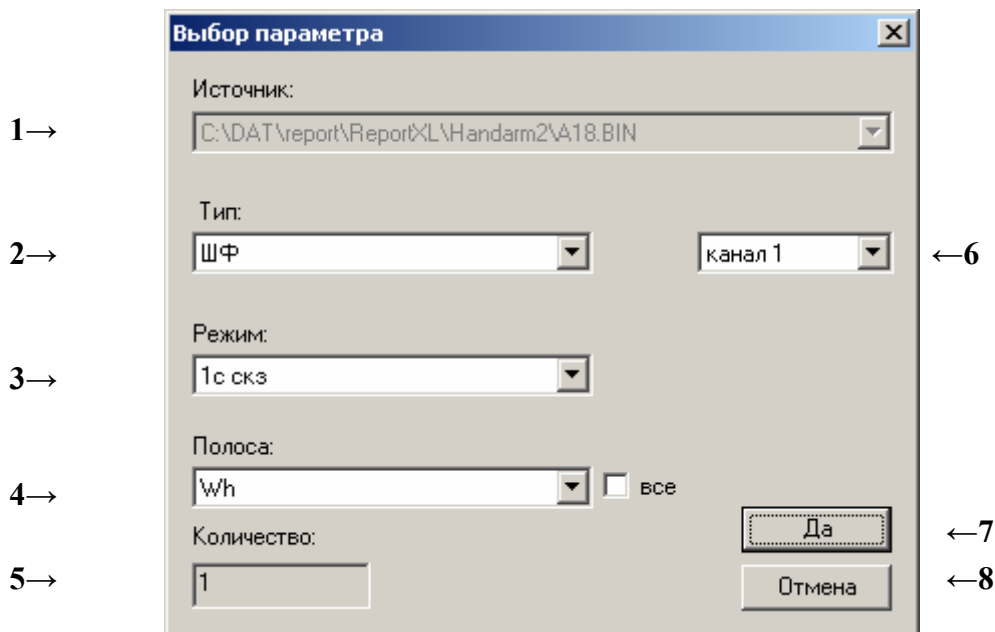 Выбор параметра
Источник:
1→ C:\DAT\report\ReportXL\Handarm2\A18.BIN
Тип:
2→ ШФ канал 1 ←6
Режим:
3→ 1с скз
Полоса:
4→ Wh все
Да ←7
Количество:
5→ 1 Отмена ←8